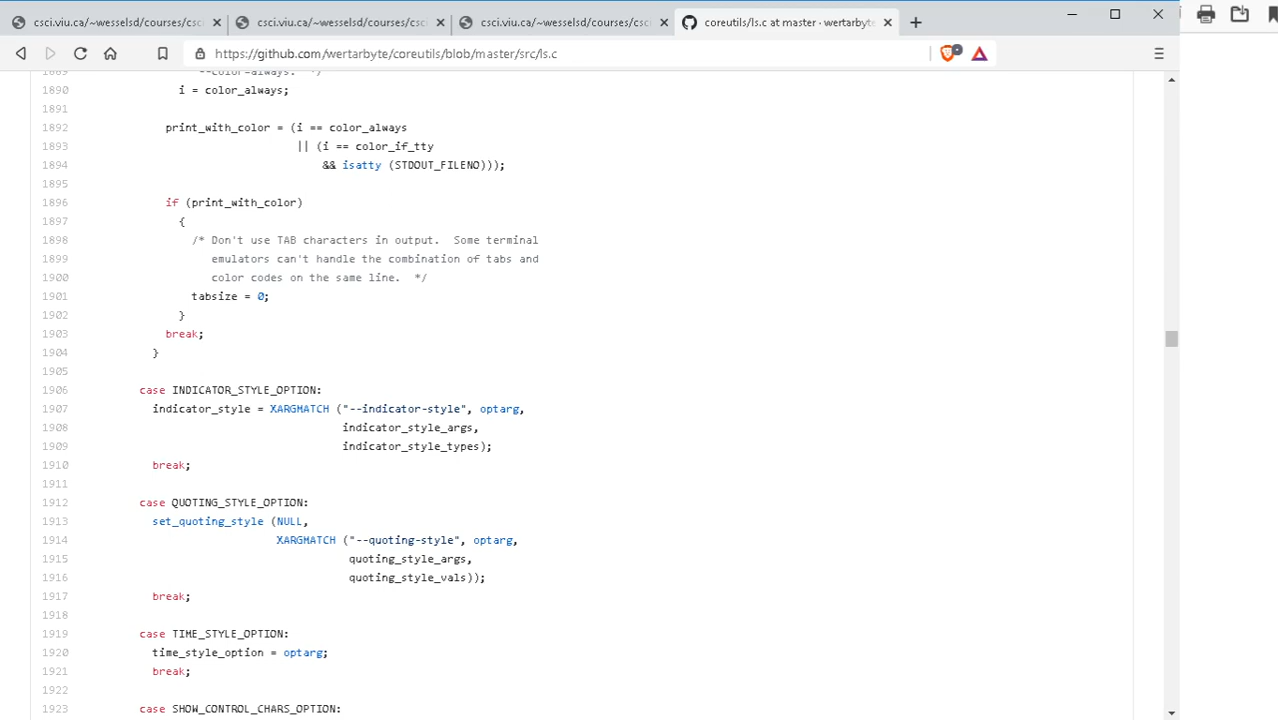 csci.viu.ca/~wesselsd/courses/csc
csci.viu.ca/~wesselsd/courses/csc
csci.viu.ca/~wesselsd/courses/csci
coreutils/ls.c at master · wertarbyte
https://github.com/wertarbyte/coreutils/blob/master/src/ls.c
1889 --color=always. */
1890 i = color_always;
1891
1892 print_with_color = (i == color_always
1893 || (i == color_if_tty
1894 && isatty (STDOUT_FILENO)));
1895
1896 if (print_with_color)
1897 {
1898 /* Don't use TAB characters in output. Some terminal
1899 emulators can't handle the combination of tabs and
1900 color codes on the same line. */
1901 tabsize = 0;
1902 }
1903 break;
1904 }
1905
1906 case INDICATOR_STYLE_OPTION:
1907 indicator_style = XARGMATCH ("--indicator-style", optarg,
1908 indicator_style_args,
1909 indicator_style_types);
1910 break;
1911
1912 case QUOTING_STYLE_OPTION:
1913 set_quoting_style (NULL,
1914 XARGMATCH ("--quoting-style", optarg,
1915 quoting_style_args,
1916 quoting_style_vals));
1917 break;
1918
1919 case TIME_STYLE_OPTION:
1920 time_style_option = optarg;
1921 break;
1922
1923 case SHOW_CONTROL_CHARS_OPTION: